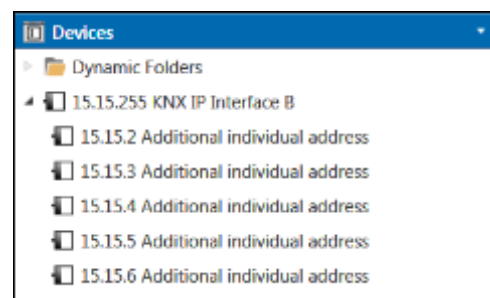 Devices
Dynamic Folders
15.15.255 KNX IP Interface B
15.15.2 Additional individual address
15.15.3 Additional individual address
15.15.4 Additional individual address
15.15.5 Additional individual address
15.15.6 Additional individual address